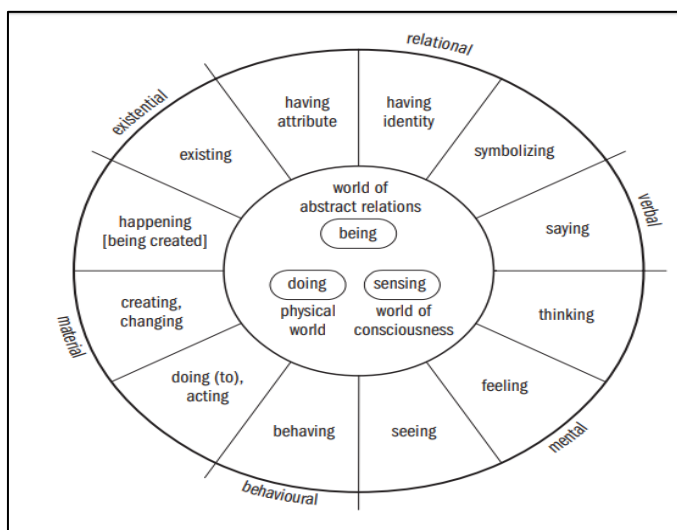 relational
existential
verbal
material
mental
behavioural
having
attribute
having
identity
symbolizing
existing
saying
happening
[being created]
thinking
creating,
changing
feeling
doing (to),
acting
behaving
seeing
world of
abstract relations
being
doing
sensing
physical
world
world of
consciousness